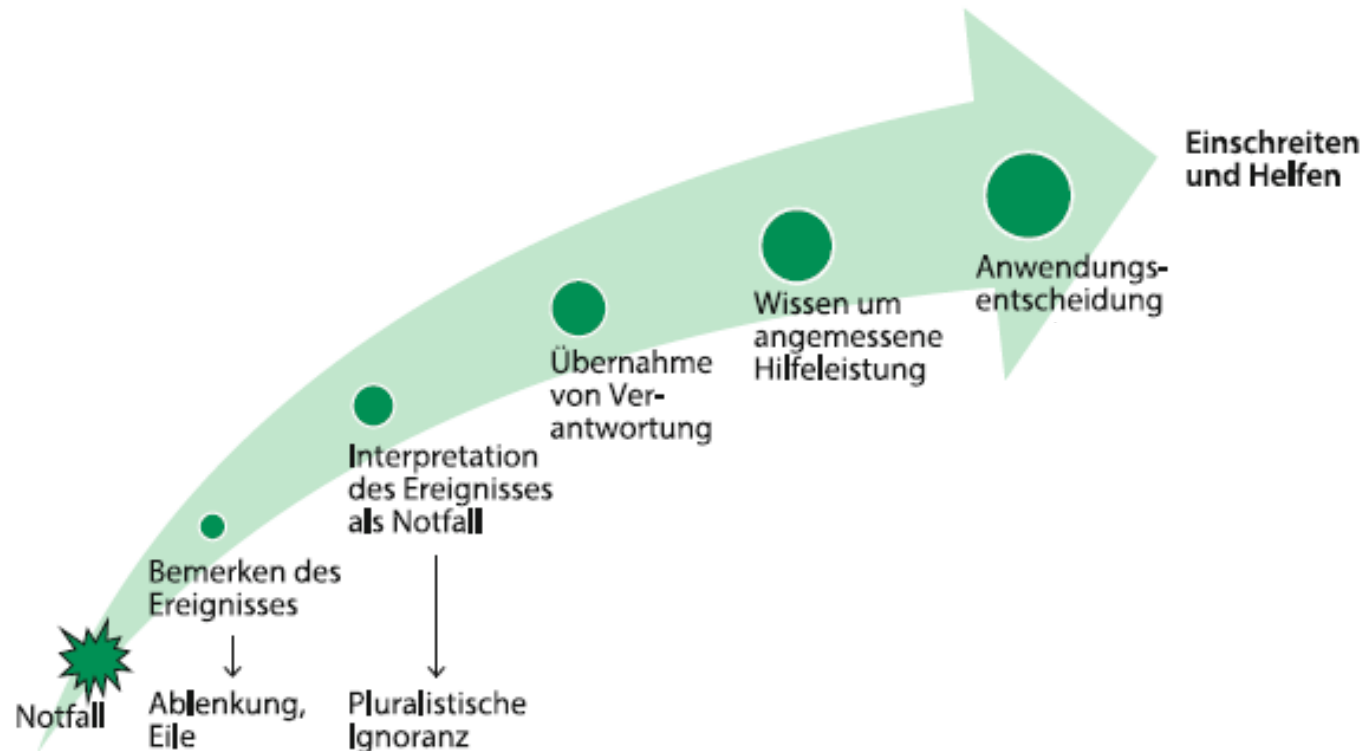 Notfall
Bemerken des
Ereignisses
Ablenkung,
Eile
Interpretation
des Ereignisses
als Notfall
Pluralistische
Ignoranz
Übernahme
von Ver-
antwortung
Wissen um
angemessene
Hilfeleistung
Anwendungs-
entscheidung
Einschreiten
und Helfen